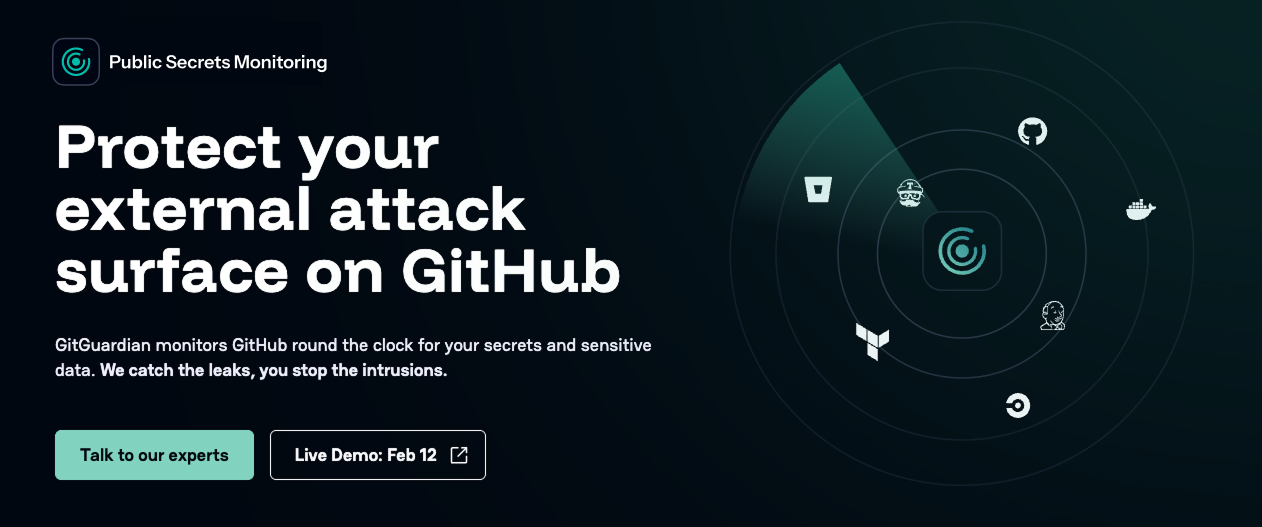 Public Secrets Monitoring
Protect your
external attack
surface on GitHub
GitGuardian monitors GitHub round the clock for your secrets and sensitive
data. We catch the leaks, you stop the intrusions.
Talk to our experts
Live Demo: Feb 12